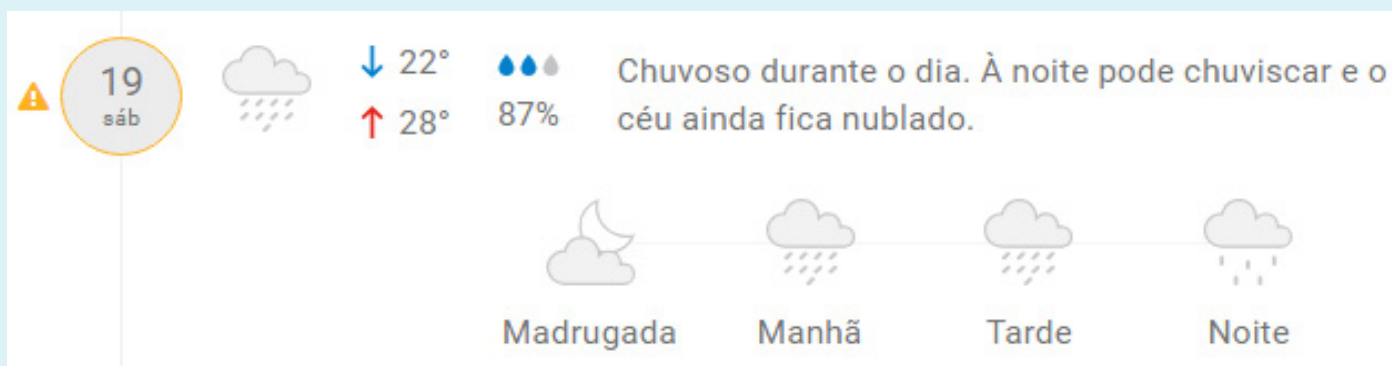 19
sáb
22°
28°
87%
Chuvoso durante o dia. À noite pode chuviscar e o
céu ainda fica nublado.
Madrugada
Manhã
Tarde
Noite